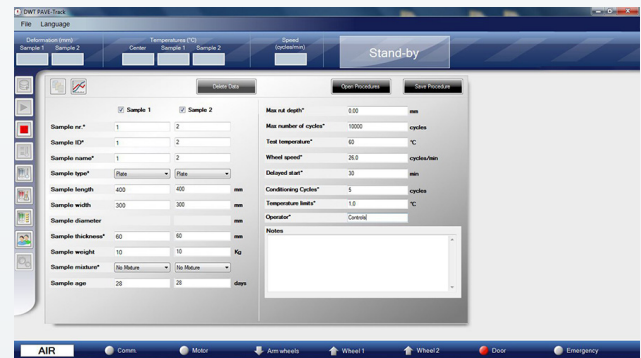 DWT PAVE-Track
File Language
Deformation (mm) Temperatures (°C) Speed
Sample 1 Sample 2 Center Sample 1 Sample 2 (cycles/min)
Stand-by
Delete Data Open Procedures Save Procedure
Sample 1 Sample 2 Max rut depth* 0.00 mm
Sample nr.* 1 2 Max number of cycles* 10000 cycles
Sample ID* 1 2 Test temperature* 60 °C
Sample name* 1 2 Wheel speed* 26.0 cycles/min
Sample type* Plate Plate Delayed start* 30 min
Sample length 400 400 mm Conditioning Cycles* 5 cycles
Sample width 300 300 mm Temperature limits* 1.0 °C
Sample diameter mm Operator* Controls
Sample thickness* 60 60 mm Notes
Sample weight 10 10 Kg
Sample mixture* No Mixture No Mixture
Sample age 28 28 days
AIR Comm. Motor Arm wheels Wheel 1 Wheel 2 Door Emergency